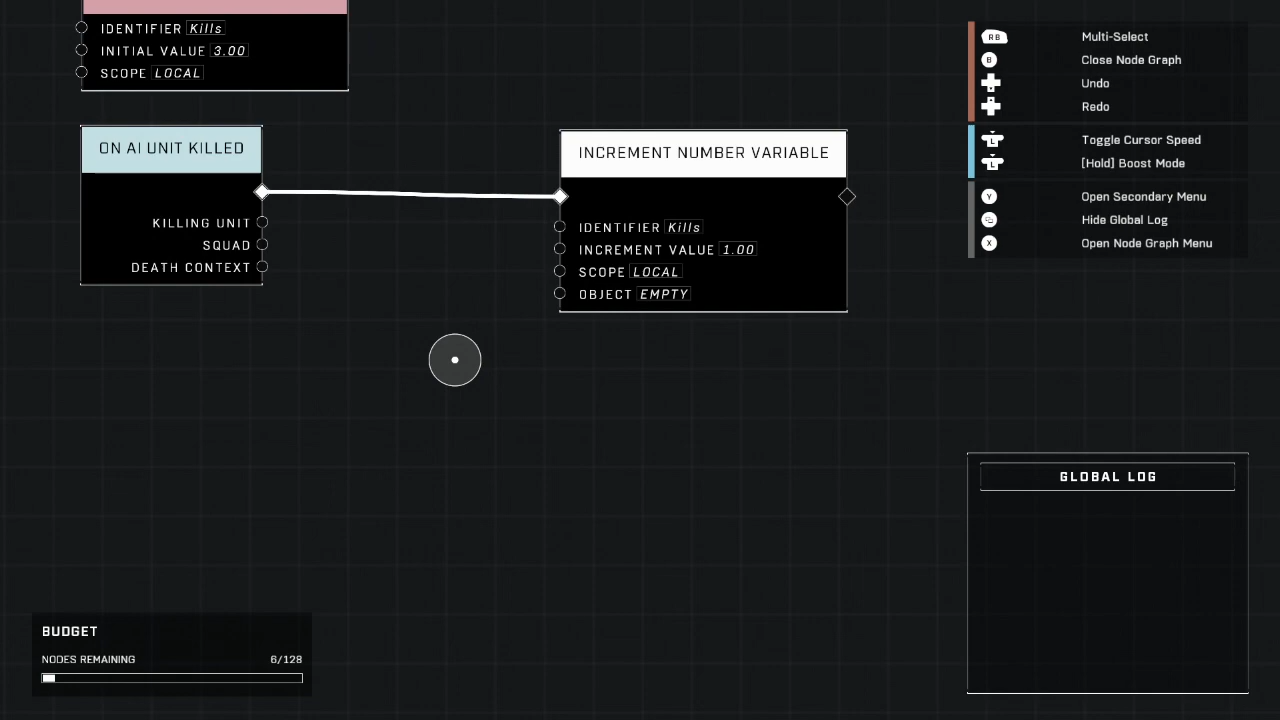 IDENTIFIER Kills
INITIAL VALUE 3.00
SCOPE LOCAL
ON AI UNIT KILLED
KILLING UNIT
SQUAD
DEATH CONTEXT
INCREMENT NUMBER VARIABLE
IDENTIFIER Kills
INCREMENT VALUE 1.00
SCOPE LOCAL
OBJECT EMPTY
RB Multi-Select
B Close Node Graph
Undo
Redo
L Toggle Cursor Speed
L [Hold] Boost Mode
Y Open Secondary Menu
Hide Global Log
X Open Node Graph Menu
GLOBAL LOG
BUDGET
NODES REMAINING 6/128